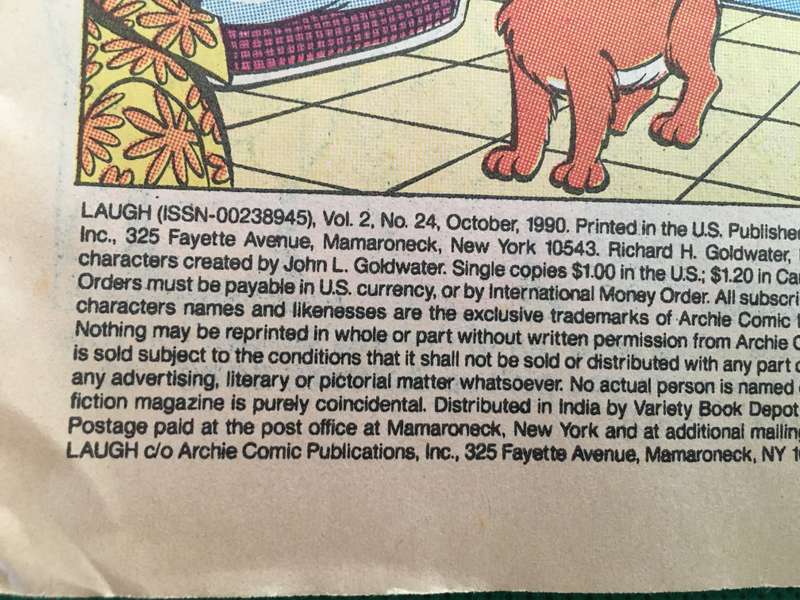 LAUGH (ISSN-00238945), Vol. 2, No. 24, October, 1990. Printed in the U.S. Publishe
Inc., 325 Fayette Avenue, Mamaroneck, New York 10543. Richard H. Goldwater,
characters created by John L. Goldwater. Single copies $1.00 in the U.S.; $1.20 in Ca
Orders must be payable in U.S. currency, or by International Money Order. All subscri
characters names and likenesses are the exclusive trademarks of Archie Comic
Nothing may be reprinted in whole or part without written permission from Archie C
is sold subject to the conditions that it shall not be sold or distributed with any part
any advertising, literary or pictorial matter whatsoever. No actual person is named
fiction magazine is purely coincidental. Distributed in India by Variety Book Depot
Postage paid at the post office at Mamaroneck, New York and at additional mailin
LAUGH c/o Archie Comic Publications, Inc., 325 Fayette Avenue, Mamaroneck, NY 1